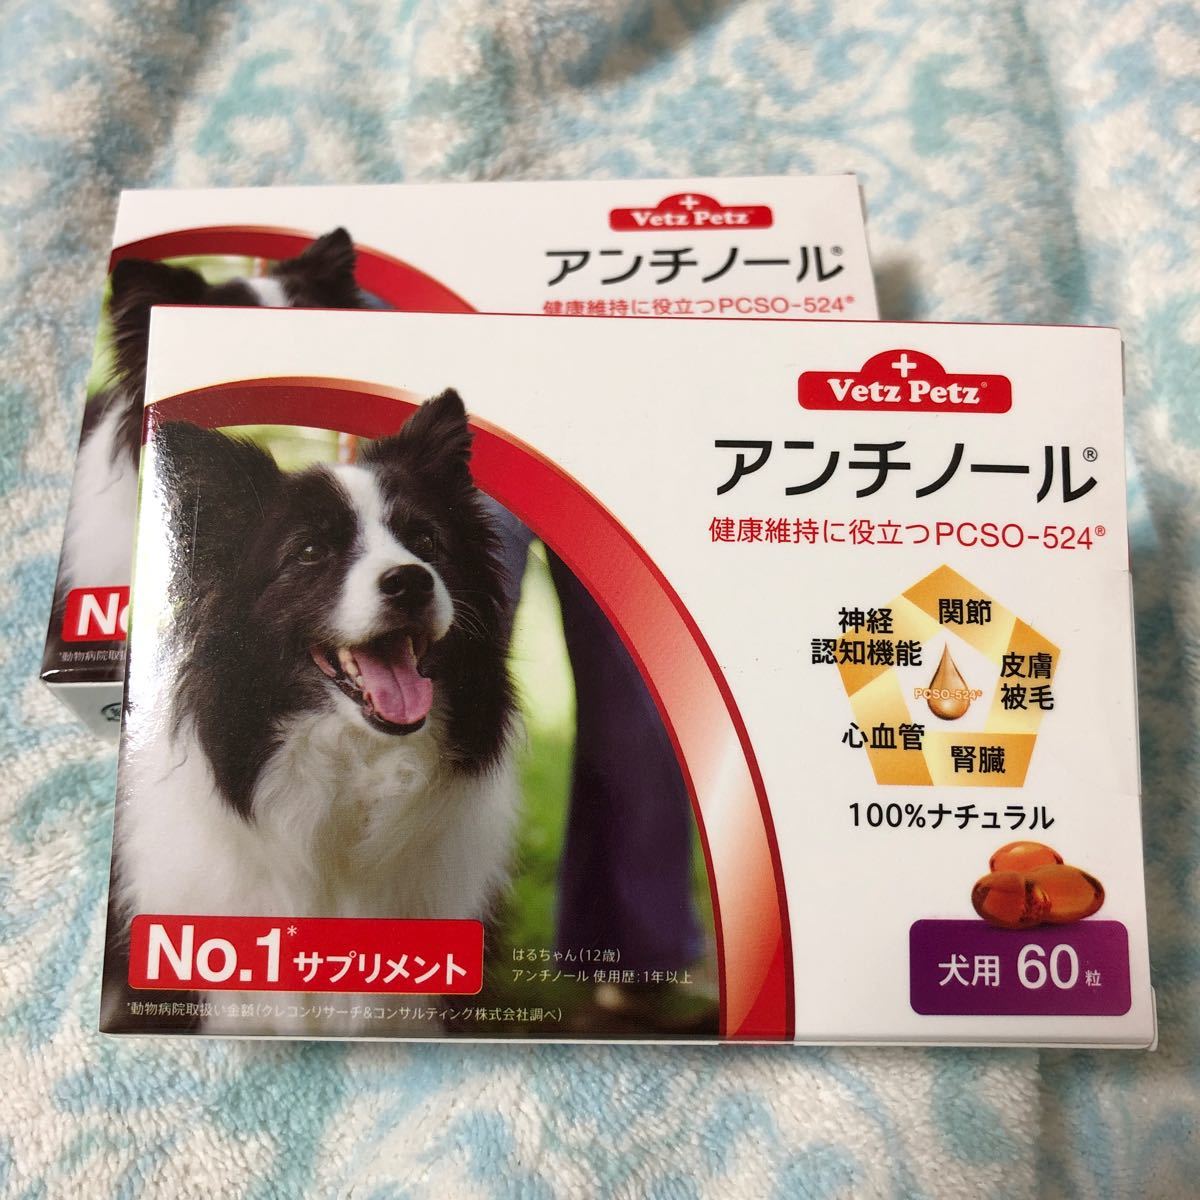 Vetz Petz
アンチノール®
健康維持に役立つPCSO-524®
Vetz Petz®
アンチノール®
健康維持に役立つPCSO-524®
関節
神経
認知機能
皮膚
被毛
PCSO-524®
心血管
腎臓
100%ナチュラル
No.1*サプリメント
はるちゃん(12歳)
アンチノール 使用歴:1年以上
犬用 60粒
*動物病院取扱い金額(クレコンリサーチ&コンサルティング株式会社調べ)
*動物病院取扱